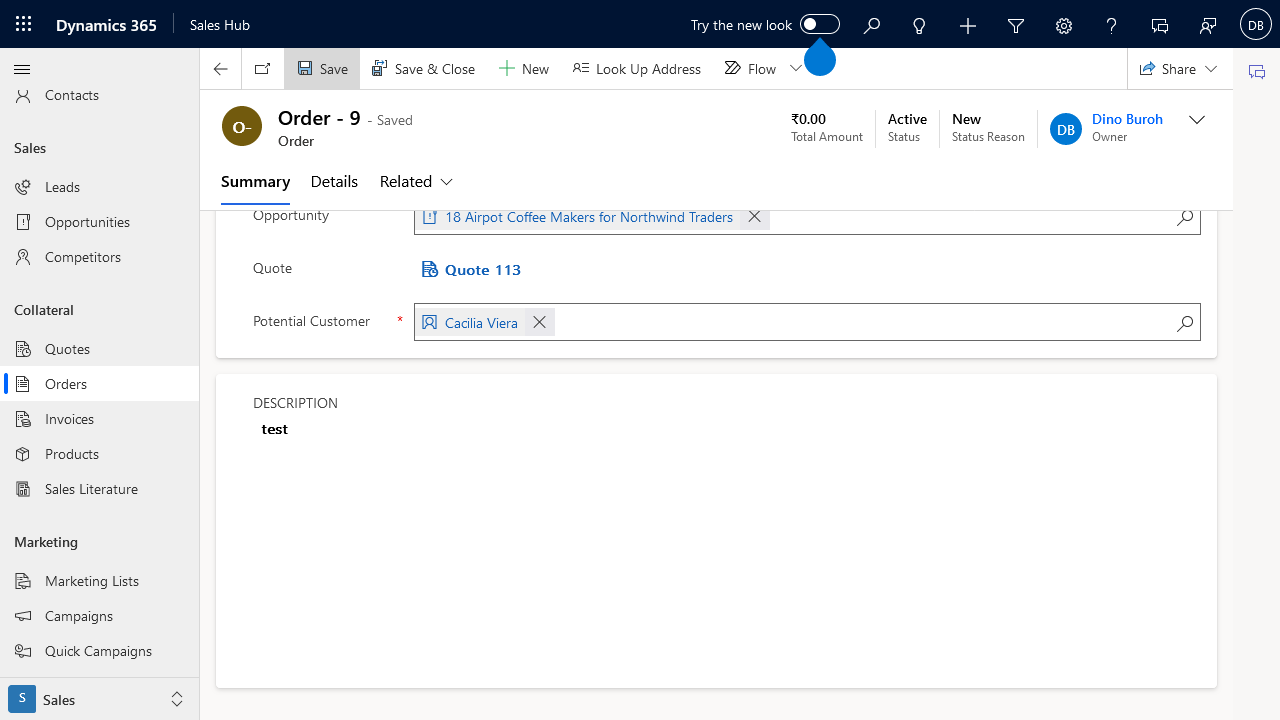 Dynamics 365
Sales Hub
Try the new look
DB
Save
Save & Close
New
Look Up Address
Flow
Share
Contacts
Sales
Leads
Opportunities
Competitors
Collateral
Quotes
Orders
Invoices
Products
Sales Literature
Marketing
Marketing Lists
Campaigns
Quick Campaigns
S Sales
O-
Order - 9 - Saved
Order
₹0.00
Total Amount
Active
Status
New
Status Reason
DB
Dino Buroh
Owner
Summary
Details
Related
Opportunity
18 Airpot Coffee Makers for Northwind Traders
Quote
Quote 113
Potential Customer *
Cacilia Viera
DESCRIPTION
test